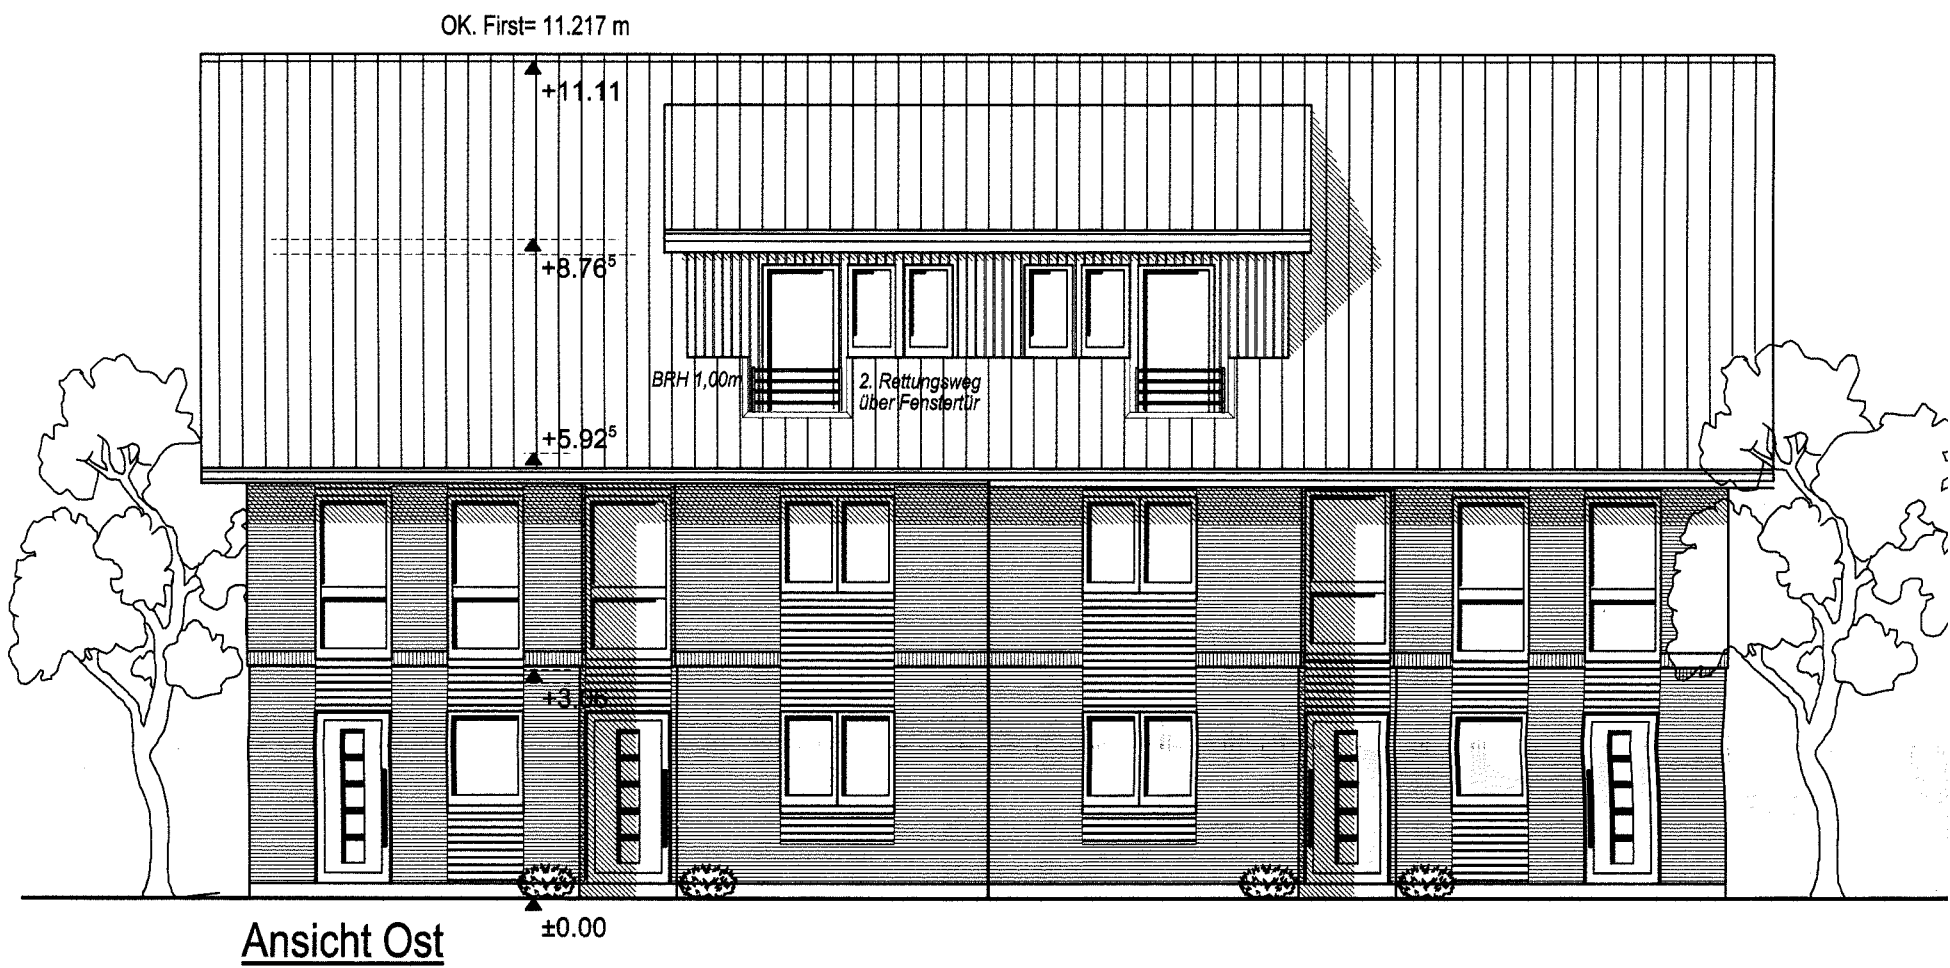 OK. First= 11.217 m
+11.11
+8.76⁵
BRH 1,00m
2. Rettungsweg
über Fenstertür
+5.92⁵
+3.06
±0.00
Ansicht Ost